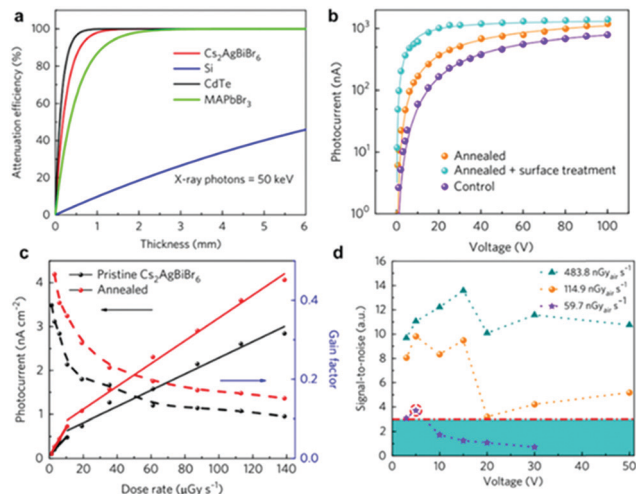 a
100
80
60
40
20
0
Attenuation efficiency (%)
Cs₂AgBiBr₆
Si
CdTe
MAPbBr₃
X-ray photons = 50 keV
0 1 2 3 4 5 6
Thickness (mm)
b
10³
10²
10¹
10⁰
Photocurrent (nA)
Annealed
Annealed + surface treatment
Control
0 20 40 60 80 100
Voltage (V)
c
4
3
2
1
0
Photocurrent (nA cm⁻²)
Pristine Cs₂AgBiBr₆
Annealed
0.4
0.2
0.0
Gain factor
0 20 40 60 80 100 120 140
Dose rate (μGy s⁻¹)
d
16
14
12
10
8
6
4
2
0
Signal-to-noise (a.u.)
483.8 nGyair s⁻¹
114.9 nGyair s⁻¹
59.7 nGyair s⁻¹
0 10 20 30 40 50
Voltage (V)